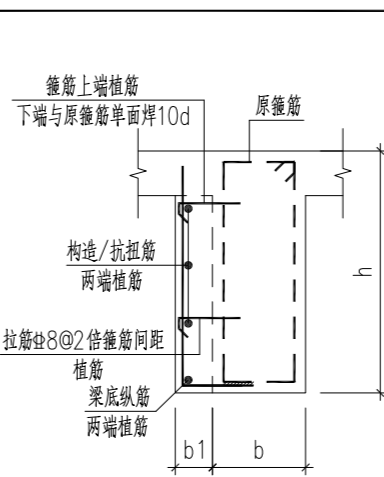 箍筋上端植筋
下端与原箍筋单面焊10d
原箍筋
构造/抗扭筋
两端植筋
h
拉筋⏀8@2倍箍筋间距
植筋
梁底纵筋
两端植筋
b1
b